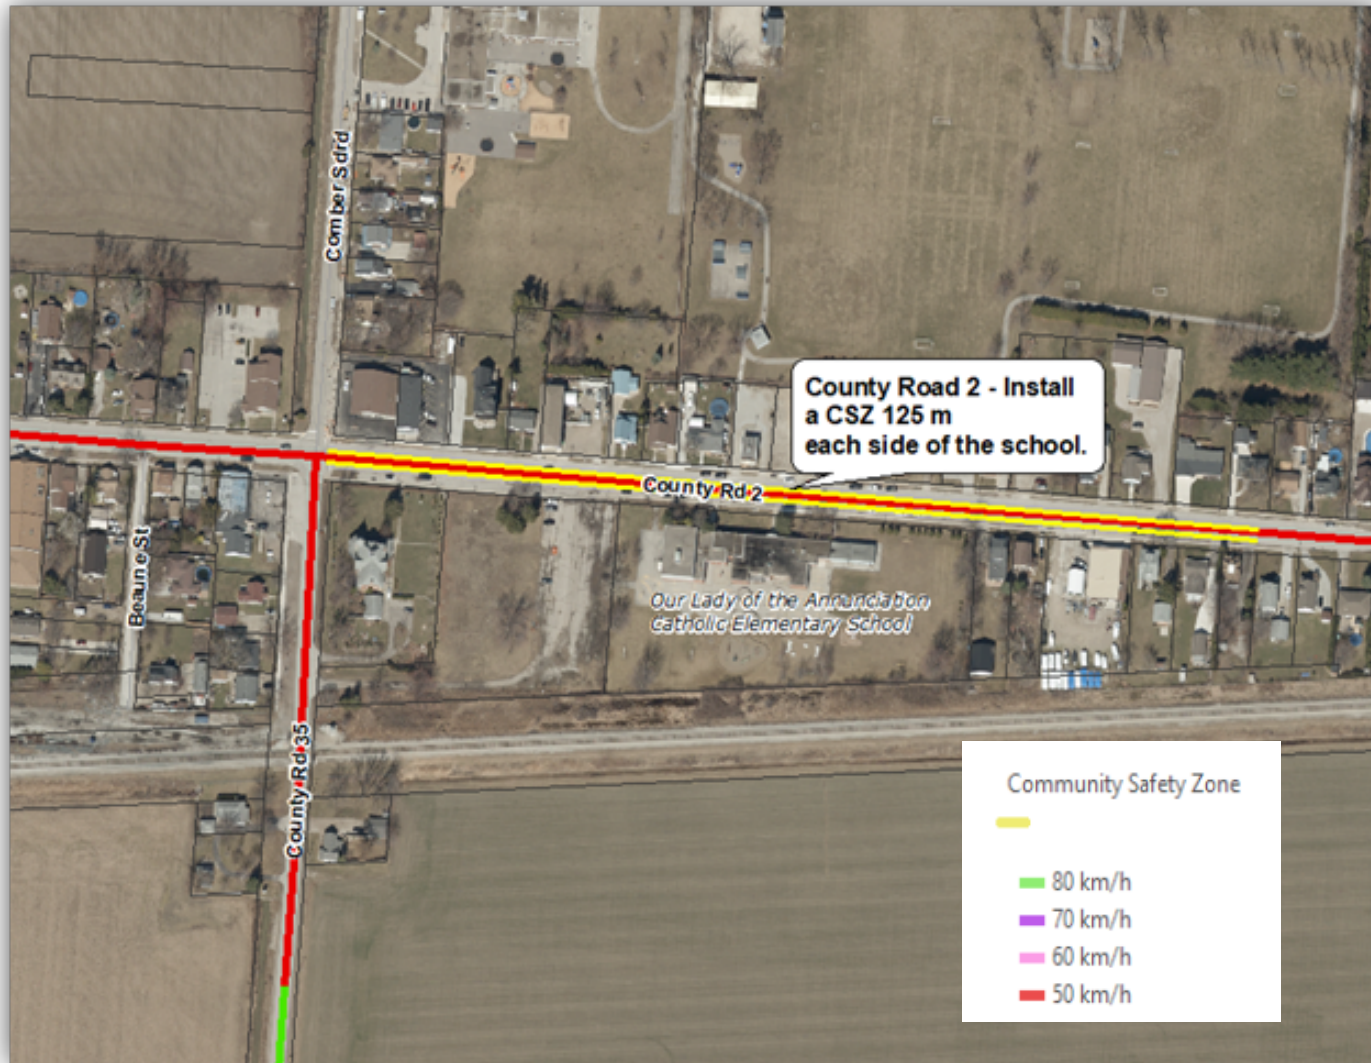 Comber Sdrd
County Road 2 - Install
a CSZ 125 m
each side of the school.
County Rd 2
Beaune St
Our Lady of the Annunciation
Catholic Elementary School
County Rd 35
Community Safety Zone
80 km/h
70 km/h
60 km/h
50 km/h